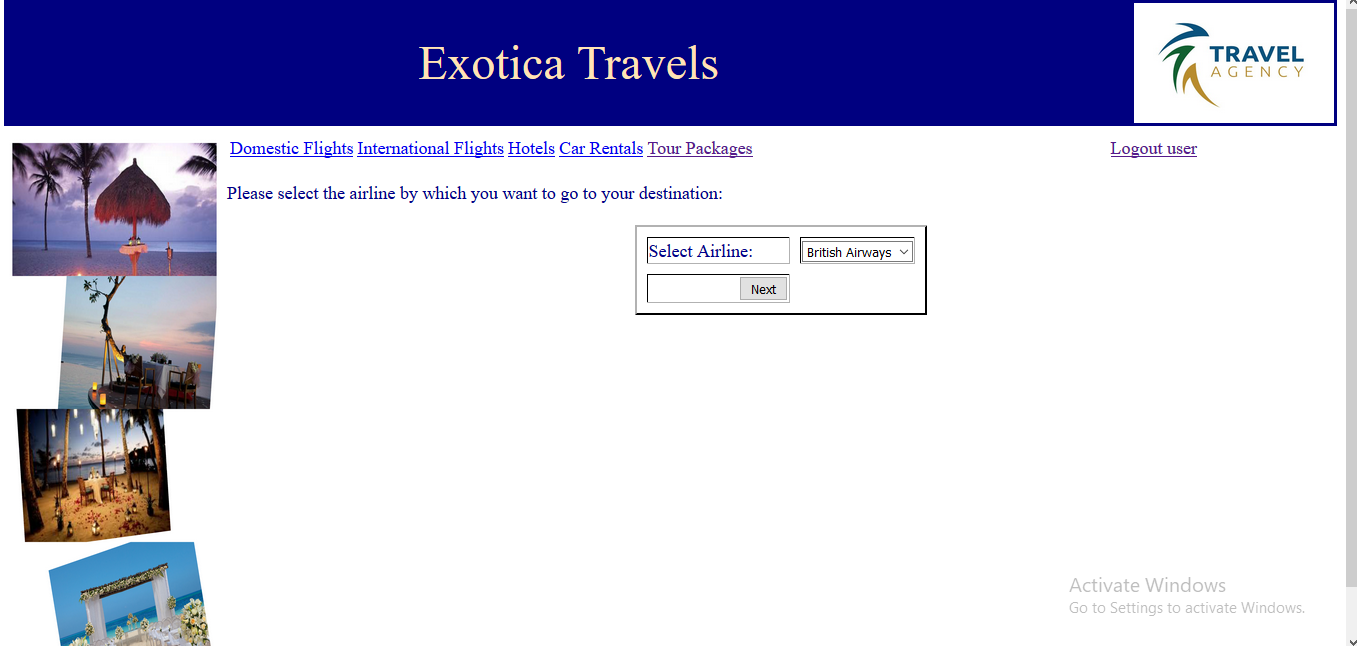 Exotica Travels
TRAVEL
AGENCY
Domestic Flights International Flights Hotels Car Rentals Tour Packages Logout user
Please select the airline by which you want to go to your destination:
Select Airline: British Airways
Next
Activate Windows
Go to Settings to activate Windows.